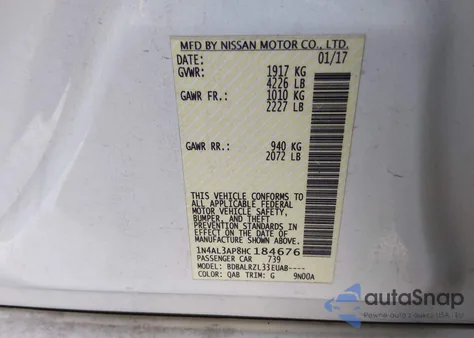 MFD BY NISSAN MOTOR CO., LTD.
DATE: 01/17
GVWR: 1917 KG
4226 LB
GAWR FR.: 1010 KG
2227 LB
GAWR RR.: 940 KG
2072 LB
THIS VEHICLE CONFORMS TO
ALL APPLICABLE FEDERAL
MOTOR VEHICLE SAFETY,
BUMPER, AND THEFT
PREVENTION STANDARDS IN
EFFECT ON THE DATE OF
MANUFACTURE SHOWN ABOVE.
1N4AL3AP8HC184676
PASSENGER CAR 739
MODEL: BDBALRZL33EUAB----
COLOR: QAB TRIM: G 9N00A
autoSnap
Pewne auto z USA